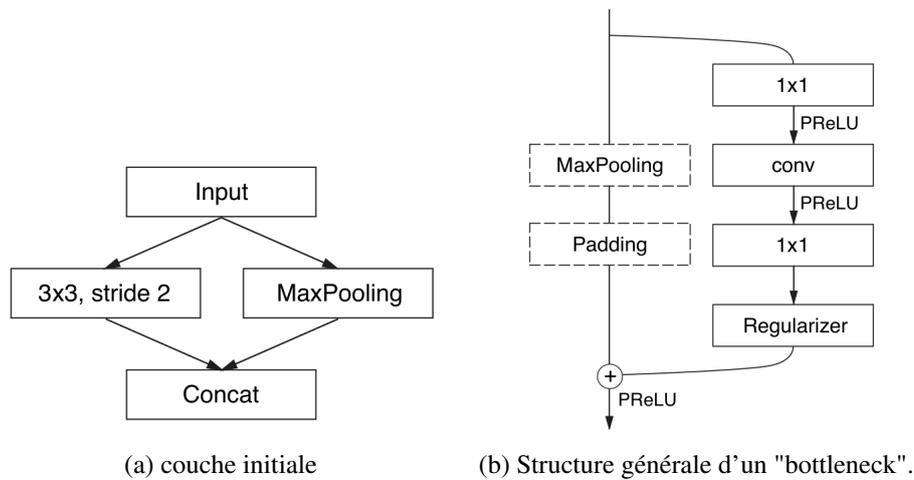 Input
3x3, stride 2
MaxPooling
Concat
(a) couche initiale
1x1
PReLU
MaxPooling
conv
PReLU
Padding
1x1
Regularizer
+
PReLU
(b) Structure générale d'un "bottleneck".